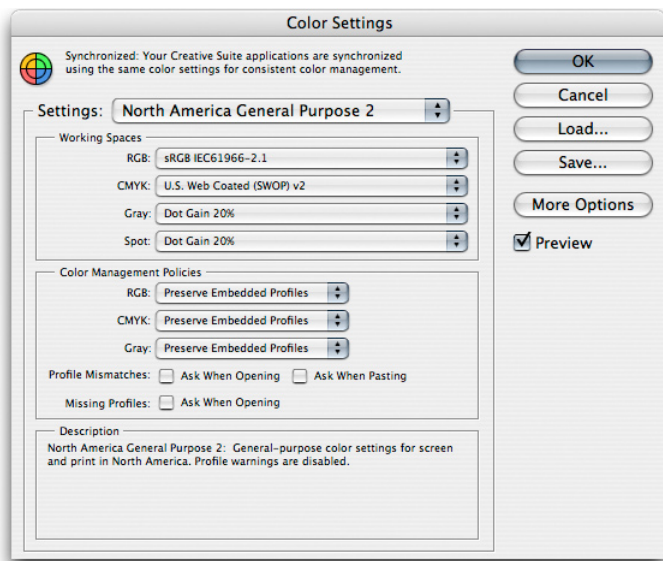 Color Settings
Synchronized: Your Creative Suite applications are synchronized
using the same color settings for consistent color management.
OK
Cancel
Load...
Save...
More Options
Preview
Settings: North America General Purpose 2
Working Spaces
RGB: sRGB IEC61966-2.1
CMYK: U.S. Web Coated (SWOP) v2
Gray: Dot Gain 20%
Spot: Dot Gain 20%
Color Management Policies
RGB: Preserve Embedded Profiles
CMYK: Preserve Embedded Profiles
Gray: Preserve Embedded Profiles
Profile Mismatches: Ask When Opening Ask When Pasting
Missing Profiles: Ask When Opening
Description
North America General Purpose 2: General-purpose color settings for screen
and print in North America. Profile warnings are disabled.